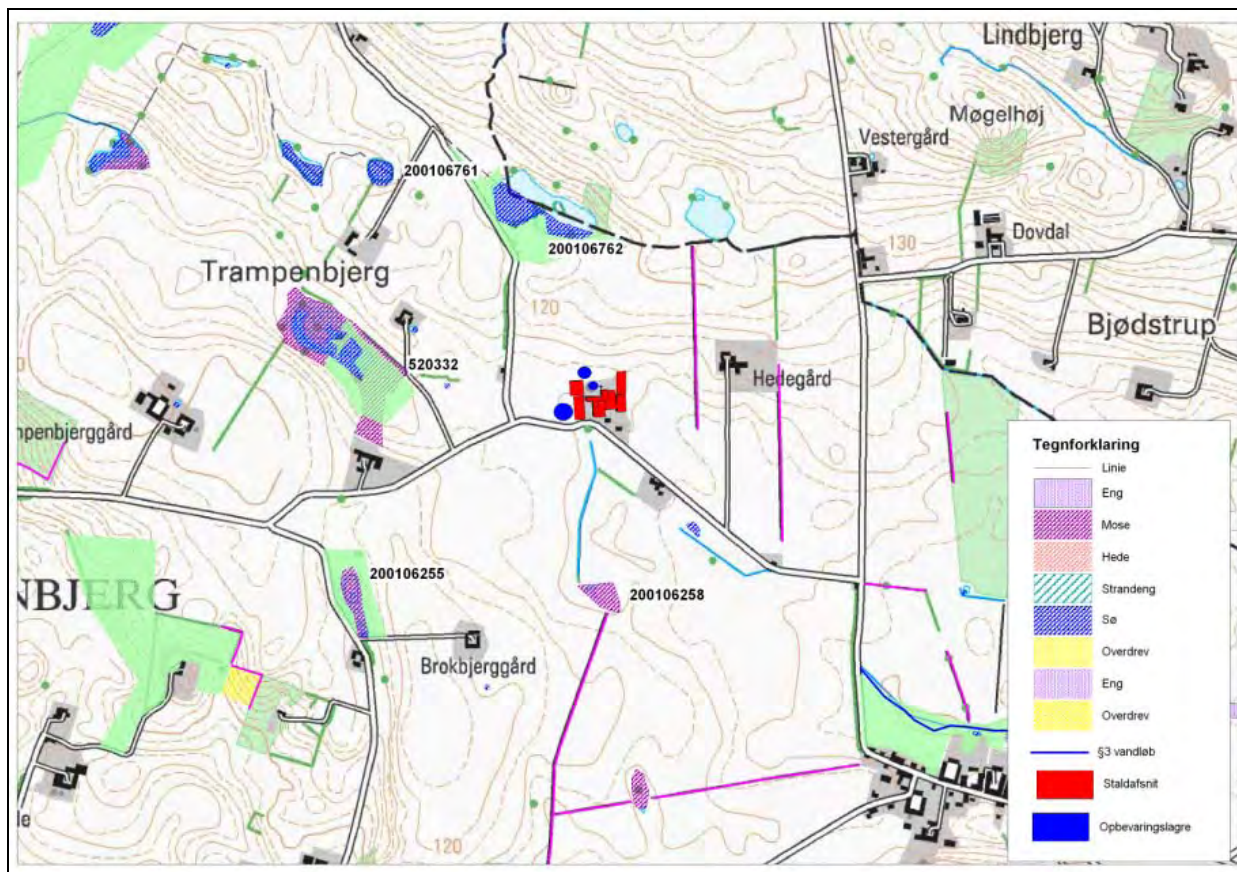 Lindbjerg
Møgelhøj
Vestergård
200106761
130
Dovdal
200106762
Trampenbjerg
120
Bjødstrup
520332
Hedegård
mpenbjerggård
200106255
200106258
NBJERG
Brokbjerggård
120
le
Tegnforklaring
Linie
Eng
Mose
Hede
Strandeng
Sø
Overdrev
Eng
Overdrev
§3 vandløb
Staldafsnit
Opbevaringslagre